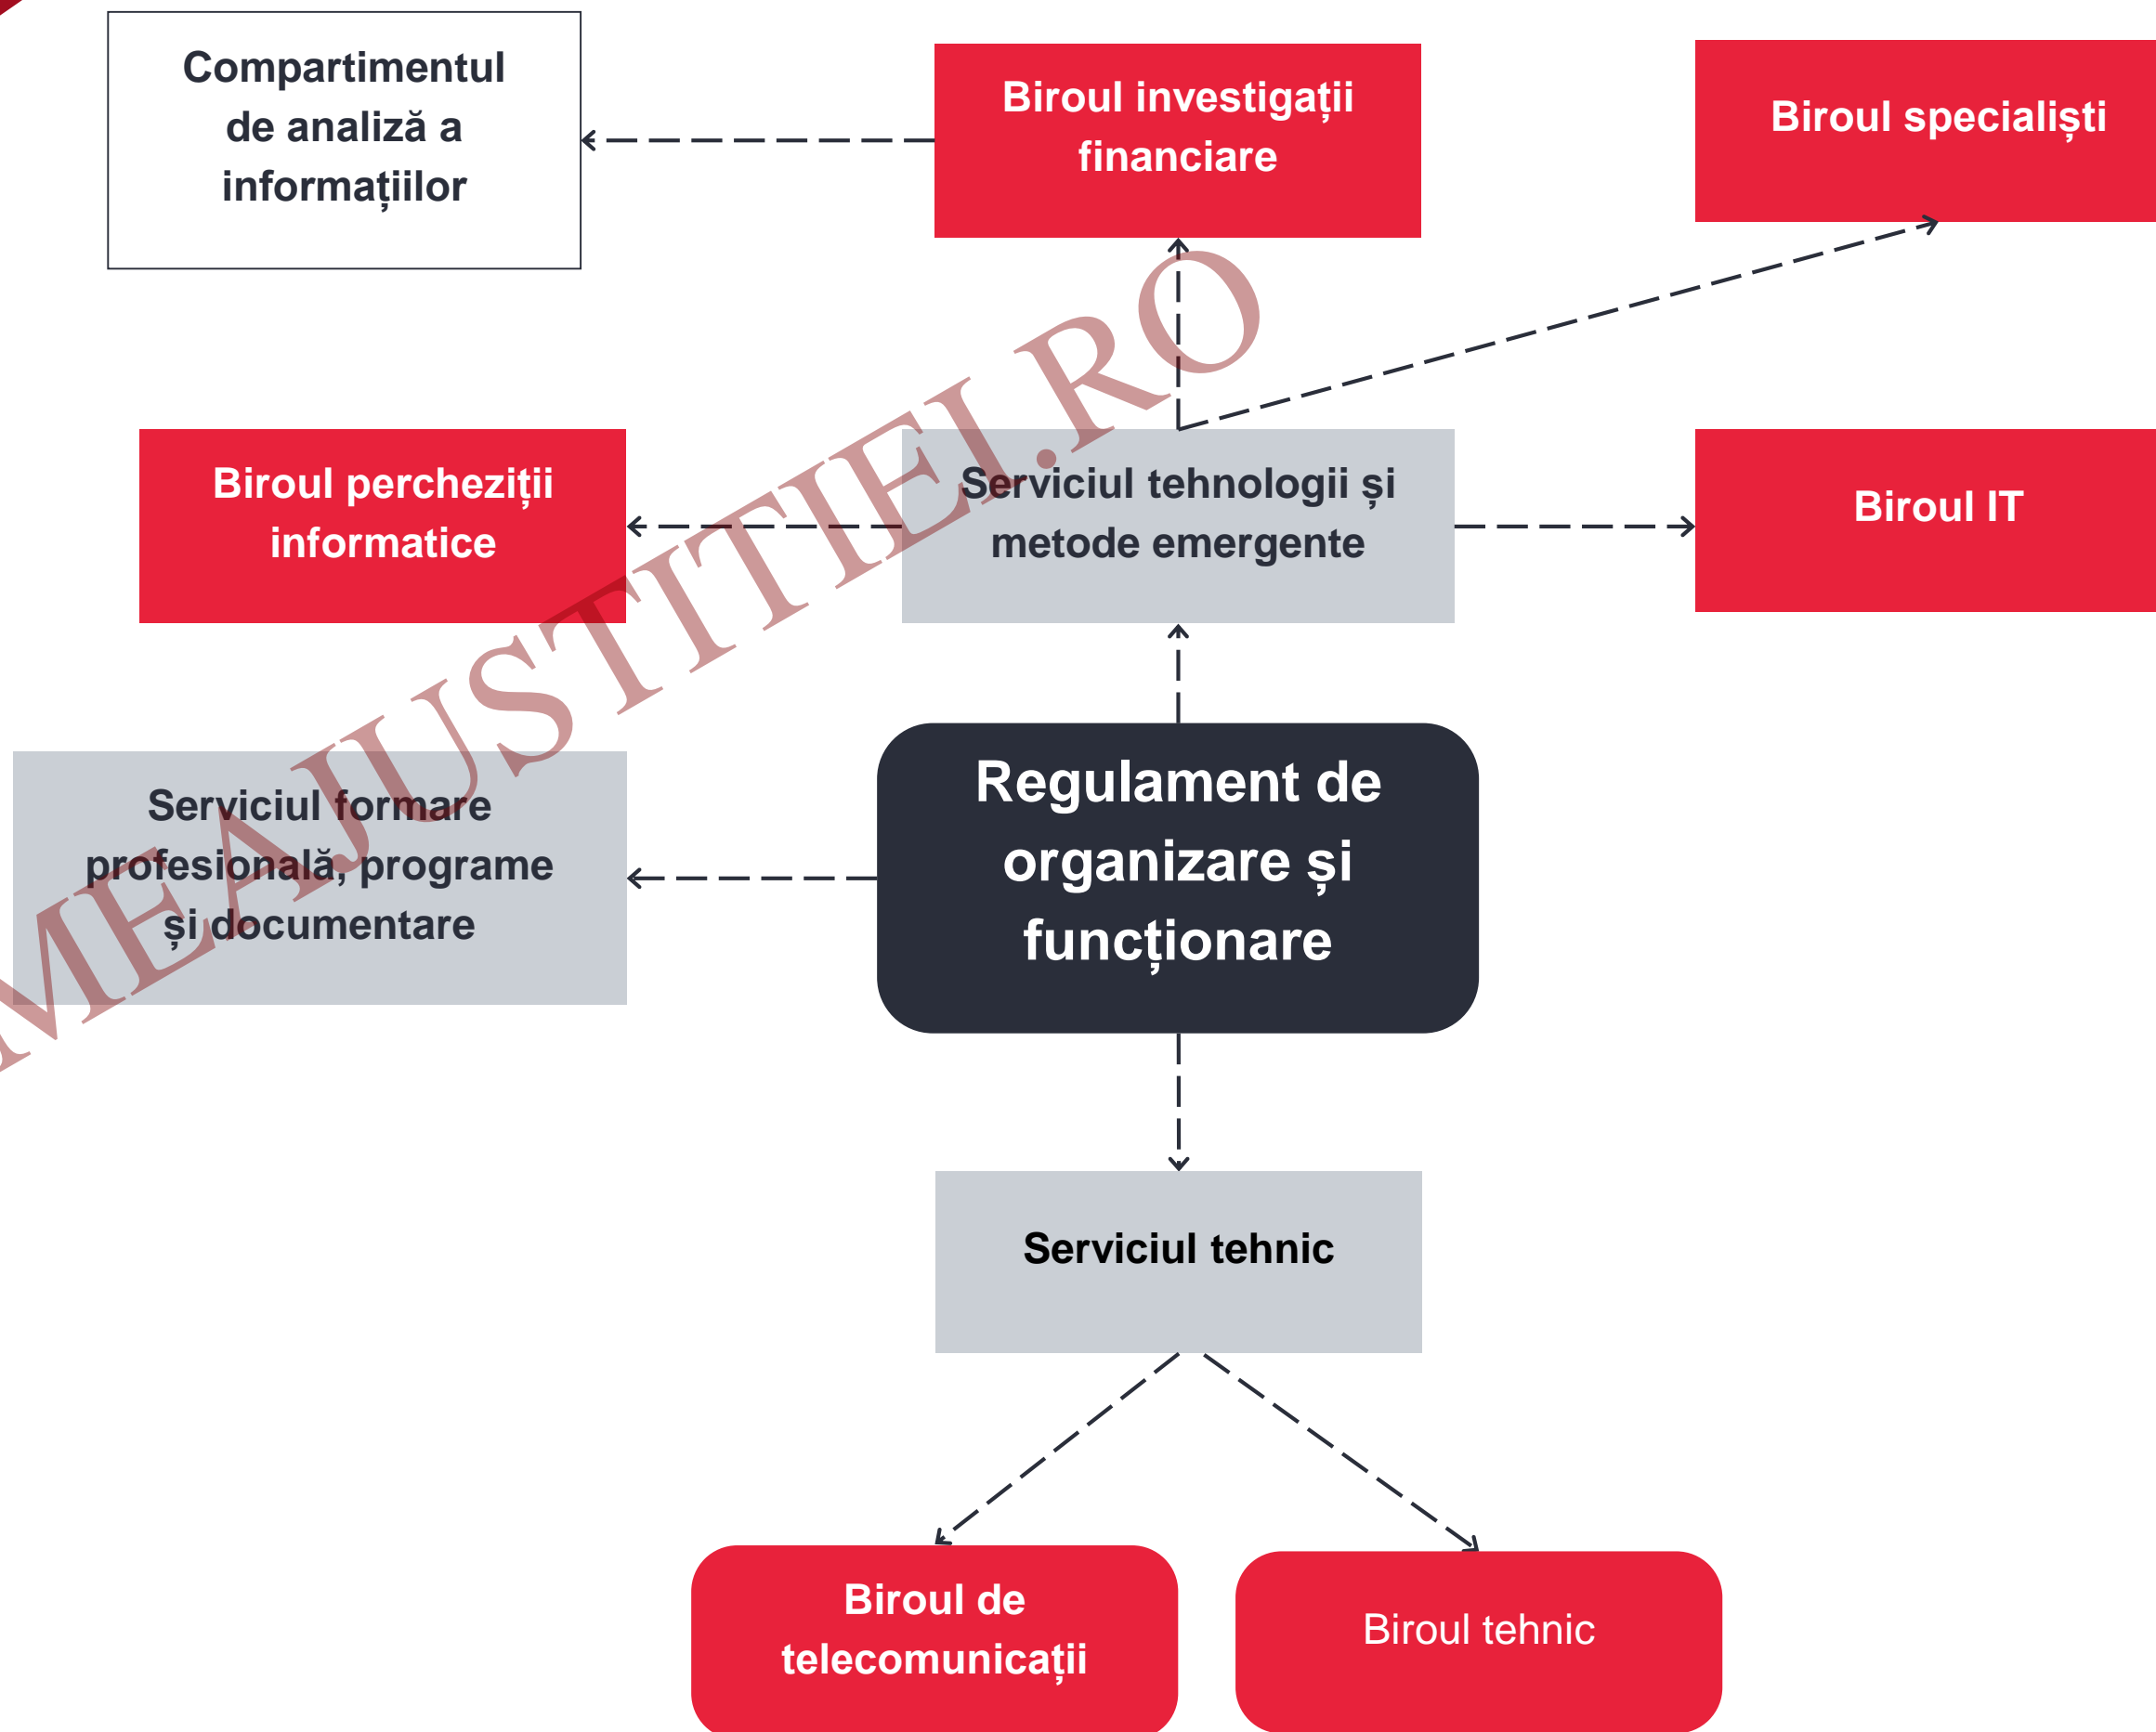 Compartimentul
de analiză a
informațiilor
Biroul investigații
financiare
Biroul specialiști
Biroul percheziții
informatice
Serviciul tehnologii și
metode emergente
Biroul IT
Serviciul formare
profesională, programe
și documentare
Regulament de
organizare și
funcționare
Serviciul tehnic
Biroul de
telecomunicații
Biroul tehnic
MEAJUSTITIEI.RO